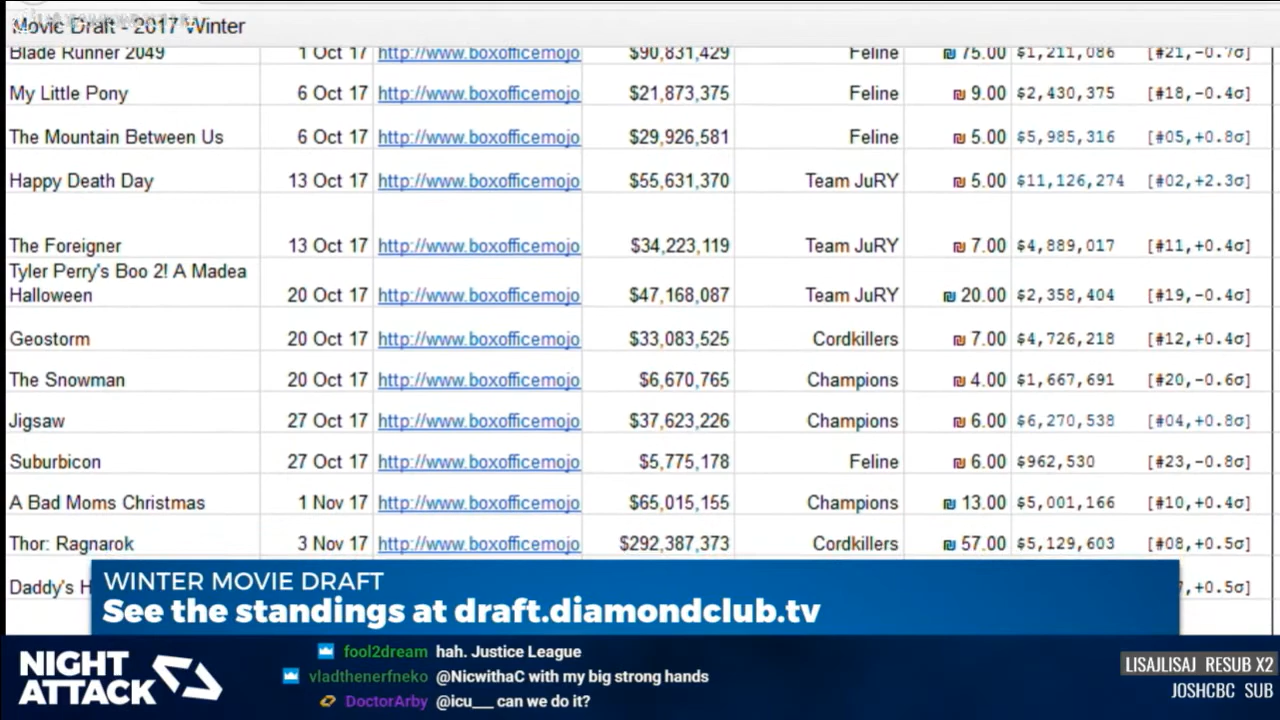 Movie Draft - 2017 Winter
Blade Runner 2049 1 Oct 17 http://www.boxofficemojo $90,831,429 Feline ₪ 75.00 $1,211,086 [#21,-0.7σ]
My Little Pony 6 Oct 17 http://www.boxofficemojo $21,873,375 Feline ₪ 9.00 $2,430,375 [#18,-0.4σ]
The Mountain Between Us 6 Oct 17 http://www.boxofficemojo $29,926,581 Feline ₪ 5.00 $5,985,316 [#05,+0.8σ]
Happy Death Day 13 Oct 17 http://www.boxofficemojo $55,631,370 Team JuRY ₪ 5.00 $11,126,274 [#02,+2.3σ]
The Foreigner 13 Oct 17 http://www.boxofficemojo $34,223,119 Team JuRY ₪ 7.00 $4,889,017 [#11,+0.4σ]
Tyler Perry's Boo 2! A Madea
Halloween 20 Oct 17 http://www.boxofficemojo $47,168,087 Team JuRY ₪ 20.00 $2,358,404 [#19,-0.4σ]
Geostorm 20 Oct 17 http://www.boxofficemojo $33,083,525 Cordkillers ₪ 7.00 $4,726,218 [#12,+0.4σ]
The Snowman 20 Oct 17 http://www.boxofficemojo $6,670,765 Champions ₪ 4.00 $1,667,691 [#20,-0.6σ]
Jigsaw 27 Oct 17 http://www.boxofficemojo $37,623,226 Champions ₪ 6.00 $6,270,538 [#04,+0.8σ]
Suburbicon 27 Oct 17 http://www.boxofficemojo $5,775,178 Feline ₪ 6.00 $962,530 [#23,-0.8σ]
A Bad Moms Christmas 1 Nov 17 http://www.boxofficemojo $65,015,155 Champions ₪ 13.00 $5,001,166 [#10,+0.4σ]
Thor: Ragnarok 3 Nov 17 http://www.boxofficemojo $292,387,373 Cordkillers ₪ 57.00 $5,129,603 [#08,+0.5σ]
Daddy's H ,+0.5σ]
WINTER MOVIE DRAFT
See the standings at draft.diamondclub.tv
NIGHT
ATTACK
fool2dream hah. Justice League
vladthenerfneko @NicwithaC with my big strong hands
DoctorArby @icu___ can we do it?
LISAJLISAJ RESUB X2
JOSHCBC SUB